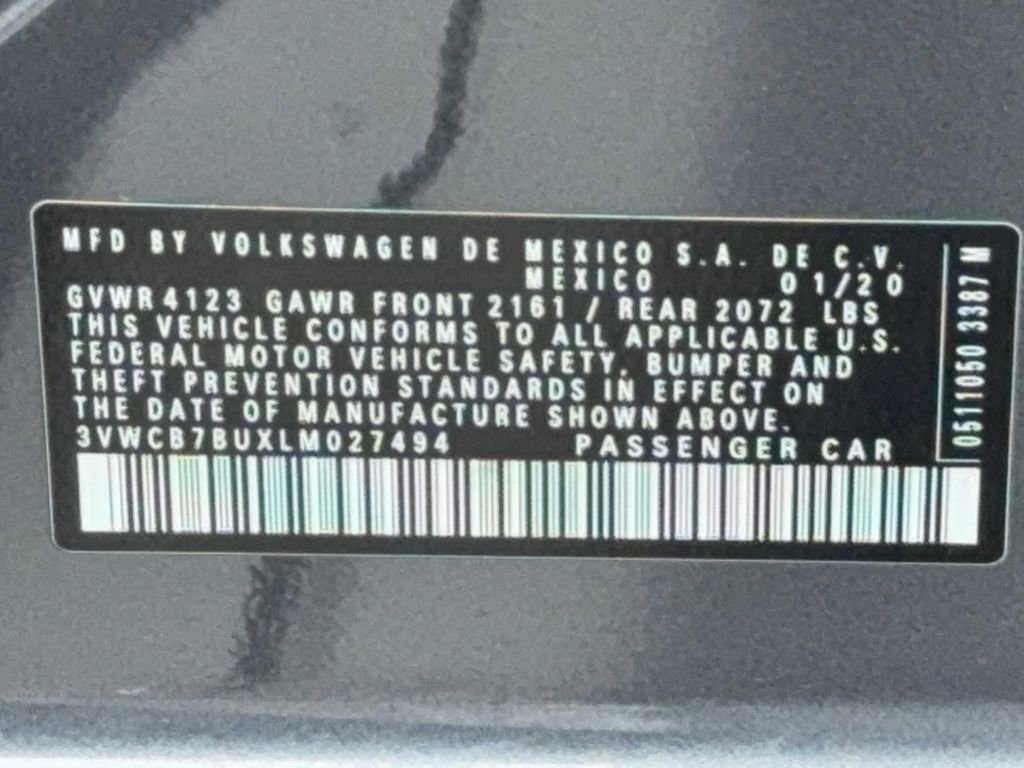 MFD BY VOLKSWAGEN DE MEXICO S.A. DE C.V.
MEXICO 01/20
GVWR 4123 GAWR FRONT 2161 / REAR 2072 LBS
THIS VEHICLE CONFORMS TO ALL APPLICABLE U.S.
FEDERAL MOTOR VEHICLE SAFETY, BUMPER AND
THEFT PREVENTION STANDARDS IN EFFECT ON
THE DATE OF MANUFACTURE SHOWN ABOVE.
3VWCB7BUXLM027494 PASSENGER CAR
0511050 3387 M